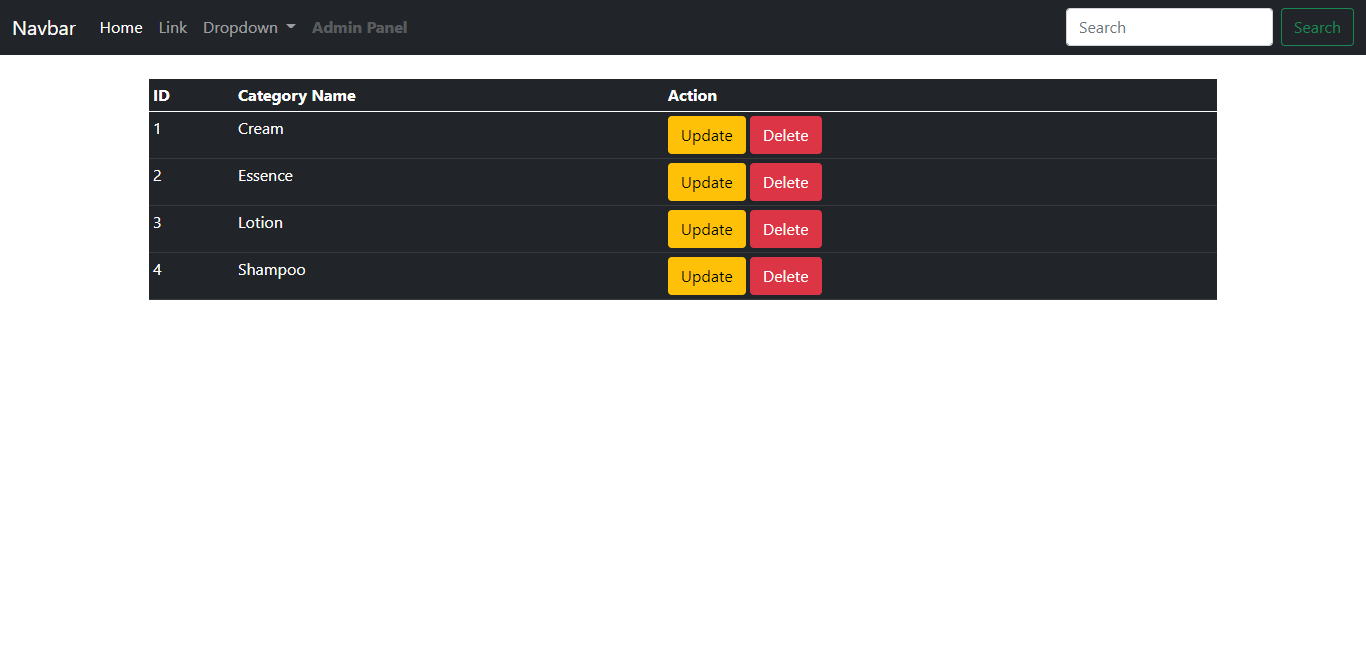 Navbar Home Link Dropdown Admin Panel Search Search
ID Category Name Action
1 Cream Update Delete
2 Essence Update Delete
3 Lotion Update Delete
4 Shampoo Update Delete